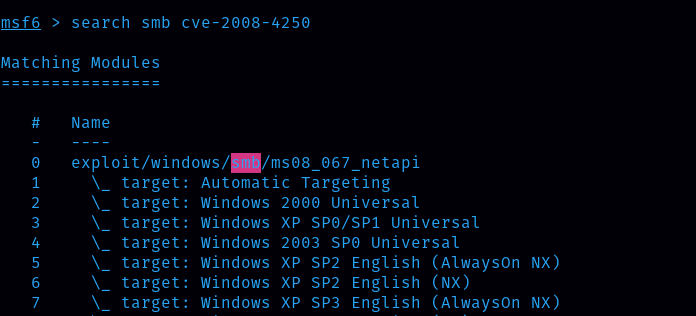 msf6 > search smb cve-2008-4250
Matching Modules
================
# Name
- ----
0 exploit/windows/smb/ms08_067_netapi
1 \_ target: Automatic Targeting
2 \_ target: Windows 2000 Universal
3 \_ target: Windows XP SP0/SP1 Universal
4 \_ target: Windows 2003 SP0 Universal
5 \_ target: Windows XP SP2 English (AlwaysOn NX)
6 \_ target: Windows XP SP2 English (NX)
7 \_ target: Windows XP SP3 English (AlwaysOn NX)